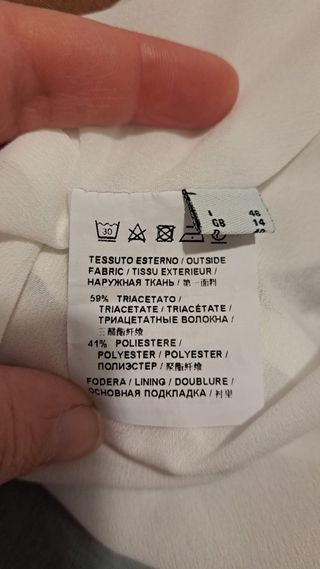 I 46
GB 14
30
TESSUTO ESTERNO / OUTSIDE
FABRIC / TISSU EXTERIEUR /
НАРУЖНАЯ ТКАНЬ / 第一面料
59% TRIACETATO /
TRIACETATE / TRIACÉTATE /
ТРИАЦЕТАТНЫЕ ВОЛОКНА /
三醋酯纤维
41% POLIESTERE /
POLYESTER / POLYESTER /
ПОЛИЭСТЕР / 聚酯纤维
FODERA / LINING / DOUBLURE /
ОСНОВНАЯ ПОДКЛАДКА / 衬里